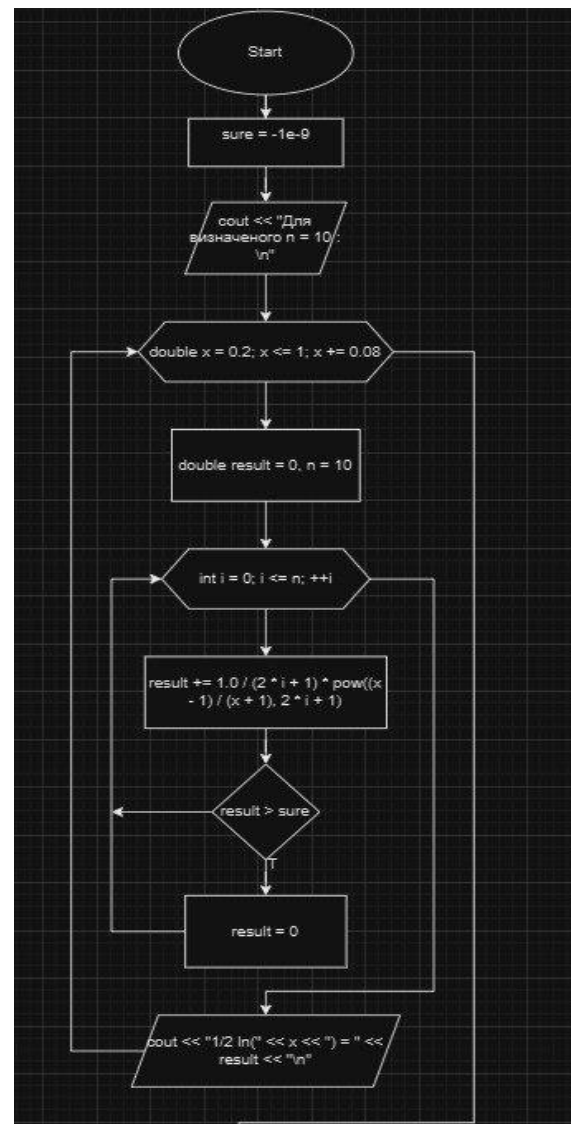 Start
sure = -1e-9
cout << "Для
визначеного n = 10 :
\n"
double x = 0.2; x <= 1; x += 0.08
double result = 0, n = 10
int i = 0; i <= n; ++i
result += 1.0 / (2 * i + 1) * pow((x
- 1) / (x + 1), 2 * i + 1)
result > sure
T
result = 0
cout << "1/2 ln(" << x << ") = " <<
result << "\n"